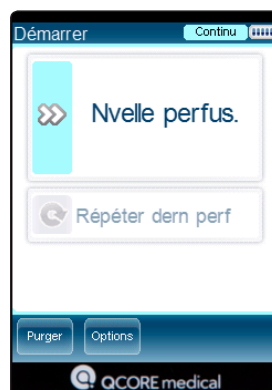 Démarrer
Continu
Nvelle perfus.
Répéter dern perf
Purger
Options
QCORE medical